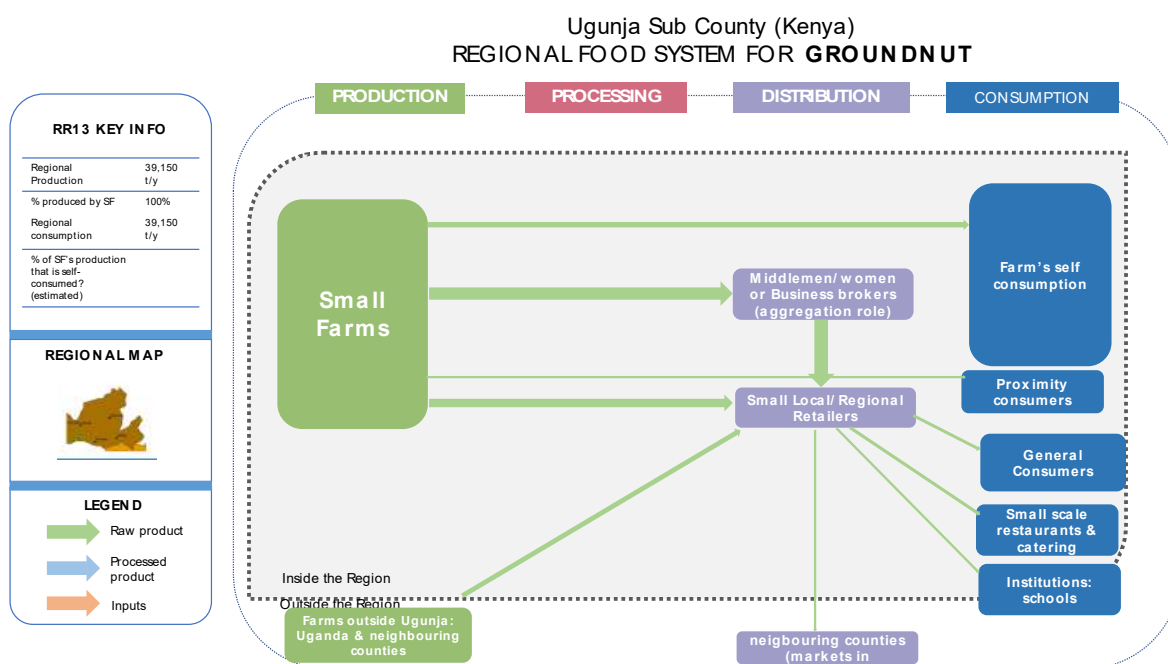 Ugunja Sub County (Kenya)
REGIONAL FOOD SYSTEM FOR GROUNDNUT
PRODUCTION
PROCESSING
DISTRIBUTION
CONSUMPTION
RR13 KEY INFO
Regional
Production
39,150
t/y
% produced by SF
100%
Regional
consumption
39,150
t/y
% of SF's production
that is self-
consumed?
(estimated)
REGIONAL MAP
LEGEND
Raw product
Processed
product
Inputs
Small
Farms
Middlemen/ women
or Business brokers
(aggregation role)
Farm's self
consumption
Proximity
consumers
Small Local/ Regional
Retailers
General
Consumers
Small scale
restaurants &
catering
Institutions:
schools
Inside the Region
Outside the Region
Farms outside Ugunja:
Uganda & neighbouring
counties
neigbouring counties
(markets in